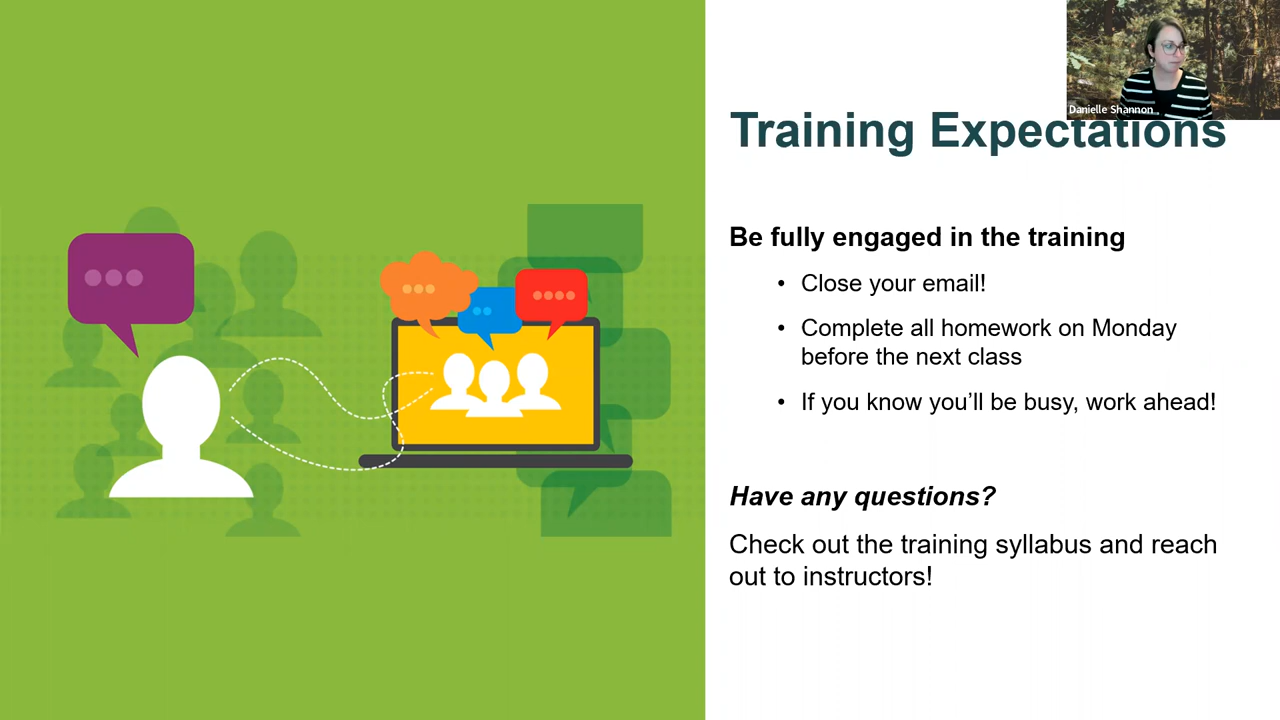 Danielle Shannon
Training Expectations
Be fully engaged in the training
• Close your email!
• Complete all homework on Monday
before the next class
• If you know you’ll be busy, work ahead!
Have any questions?
Check out the training syllabus and reach
out to instructors!